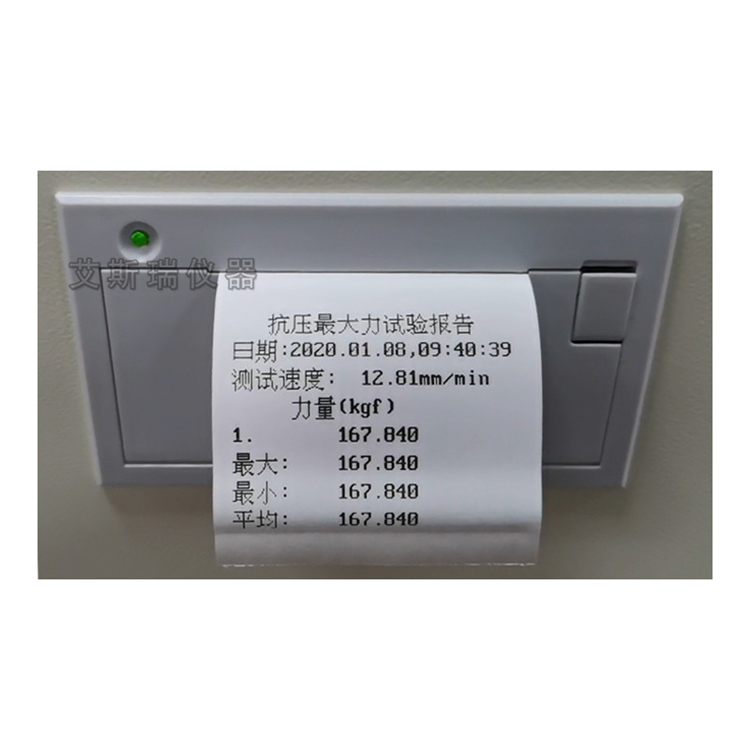 艾斯瑞仪器
抗压最大力试验报告
日期:2020.01.08,09:40:39
测试速度: 12.81mm/min
力量(kgf)
1. 167.840
最大: 167.840
最小: 167.840
平均: 167.840